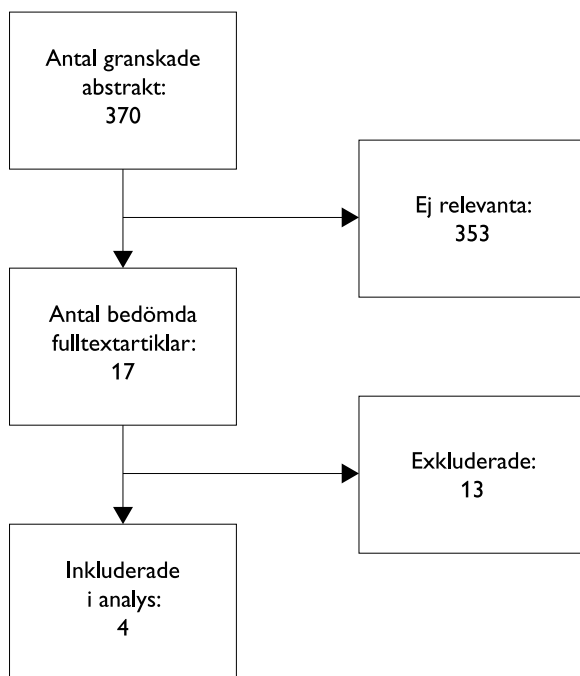 Antal granskade
abstrakt:
370
Ej relevanta:
353
Antal bedömda
fulltextartiklar:
17
Exkluderade:
13
Inkluderade
i analys:
4